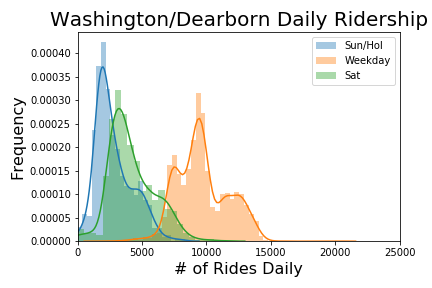 Washington/Dearborn Daily Ridership
Sun/Hol
Weekday
Sat
Frequency
0.00040
0.00035
0.00030
0.00025
0.00020
0.00015
0.00010
0.00005
0.00000
0 5000 10000 15000 20000 25000
# of Rides Daily